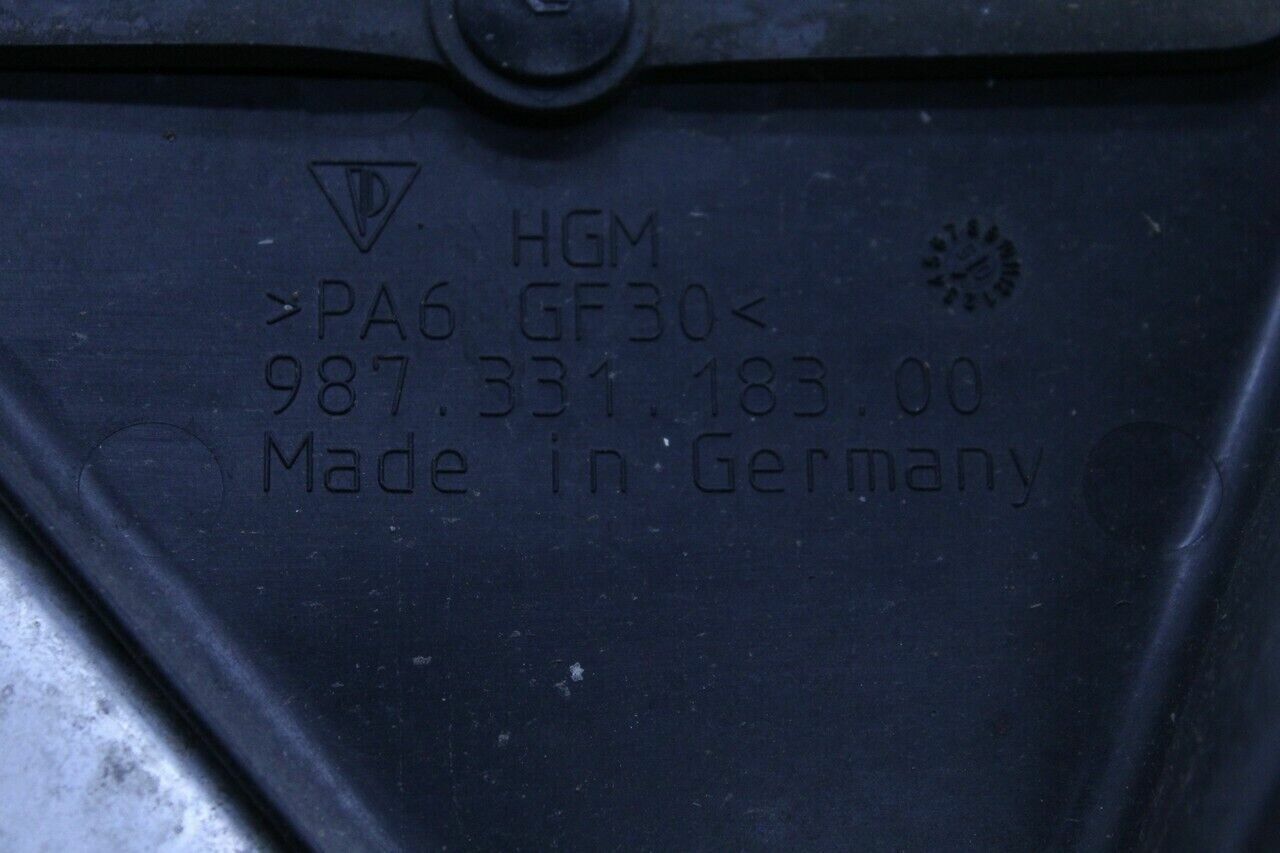 HGM
>PA6 GF30<
987.331.183.00
Made in Germany